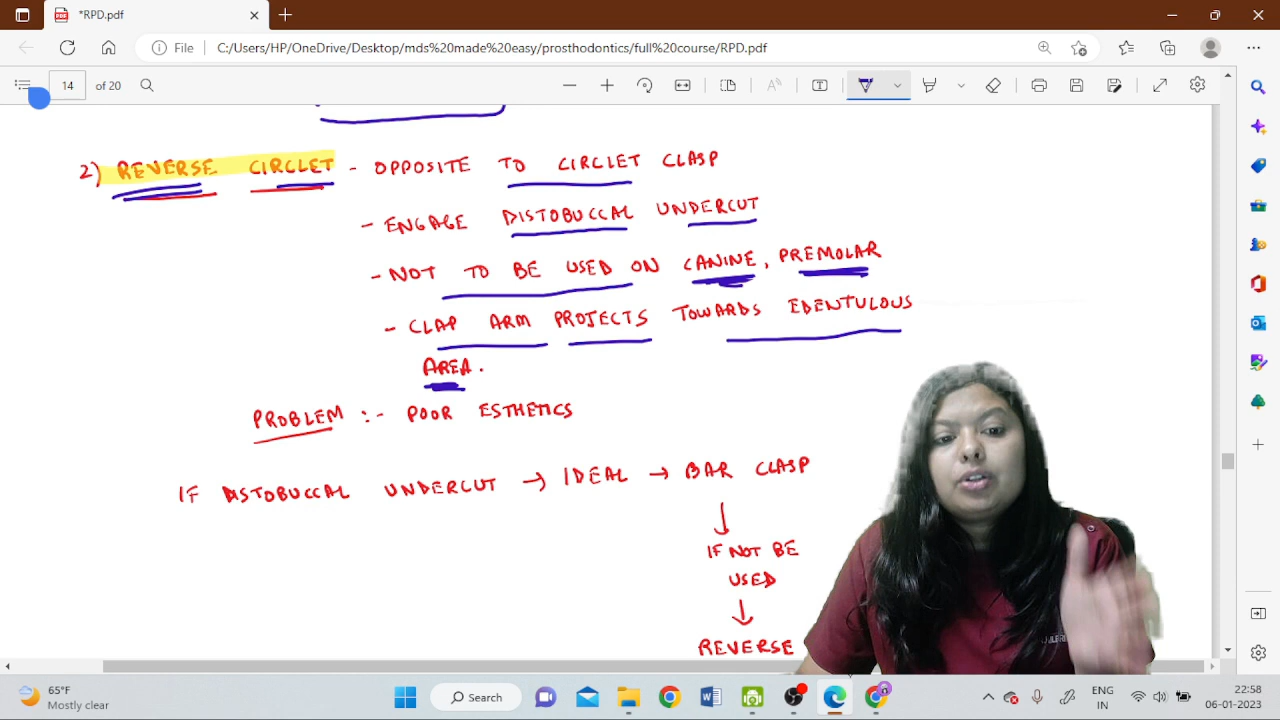 *RPD.pdf
File C:/Users/HP/OneDrive/Desktop/mds%20made%20easy/prosthodontics/full%20course/RPD.pdf
14 of 20
2) REVERSE CIRCLET - OPPOSITE TO CIRCLET CLASP
- ENGAGE DISTOBUCCAL UNDERCUT
- NOT TO BE USED ON CANINE, PREMOLAR
- CLAP ARM PROJECTS TOWARDS EDENTULOUS
AREA.
PROBLEM :- POOR ESTHETICS
IF DISTOBUCCAL UNDERCUT → IDEAL → BAR CLASP
↓
IF NOT BE
USED
↓
REVERSE
65°F
Mostly clear
Search
ENG
IN
22:58
06-01-2023